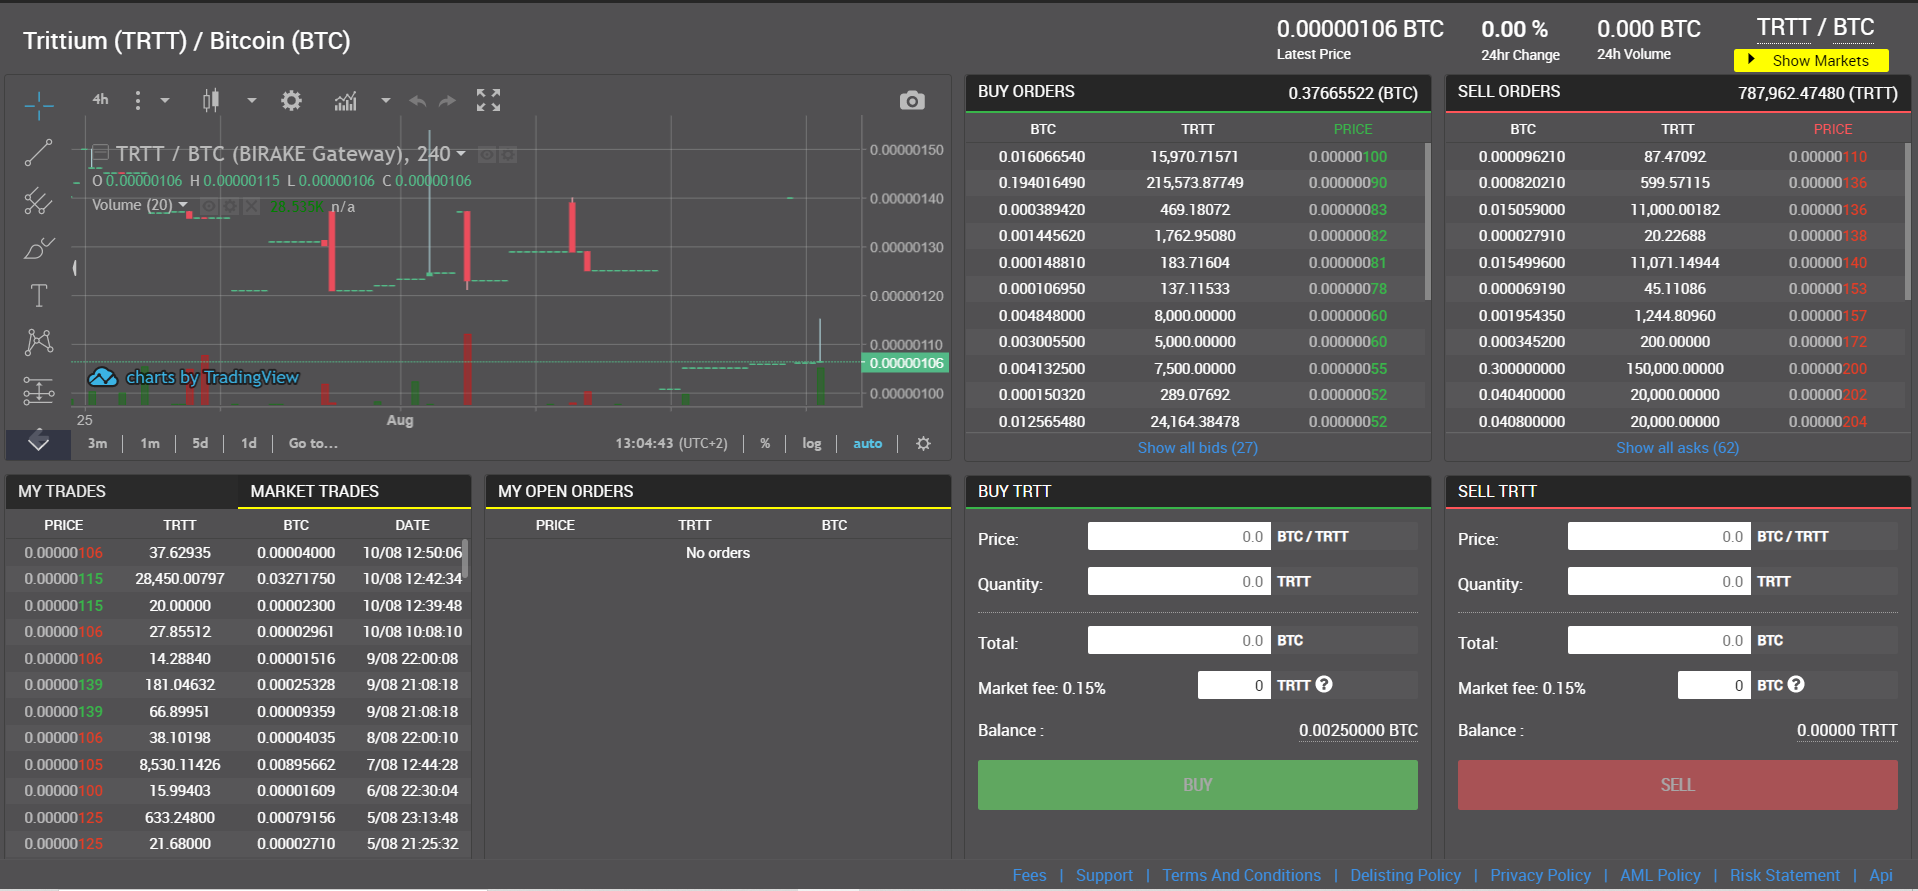 Trittium (TRTT) / Bitcoin (BTC)
0.00000106 BTC
Latest Price
0.00 %
24hr Change
0.000 BTC
24h Volume
TRTT / BTC
Show Markets
4h
TRTT / BTC (BIRAKE Gateway), 240
O 0.00000106 H 0.00000115 L 0.00000106 C 0.00000106
Volume (20) n/a
0.00000150
0.00000140
0.00000130
0.00000120
0.00000110
0.00000106
0.00000100
charts by TradingView
25 Aug
3m 1m 5d 1d Go to... 13:04:43 (UTC+2) % log auto
BUY ORDERS 0.37665522 (BTC)
BTC TRTT PRICE
0.016066540 15,970.71571 0.00000100
0.194016490 215,573.87749 0.00000090
0.000389420 469.18072 0.00000083
0.001445620 1,762.95080 0.00000082
0.000148810 183.71604 0.00000081
0.000106950 137.11533 0.00000078
0.004848000 8,000.00000 0.00000060
0.003005500 5,000.00000 0.00000060
0.004132500 7,500.00000 0.00000055
0.000150320 289.07692 0.00000052
0.012565480 24,164.38478 0.00000052
Show all bids (27)
SELL ORDERS 787,962.47480 (TRTT)
BTC TRTT PRICE
0.000096210 87.47092 0.00000110
0.000820210 599.57115 0.00000136
0.015059000 11,000.00182 0.00000136
0.000027910 20.22688 0.00000138
0.015499600 11,071.14944 0.00000140
0.000069190 45.11086 0.00000153
0.001954350 1,244.80960 0.00000157
0.000345200 200.00000 0.00000172
0.300000000 150,000.00000 0.00000200
0.040400000 20,000.00000 0.00000202
0.040800000 20,000.00000 0.00000204
Show all asks (62)
MY TRADES MARKET TRADES
PRICE TRTT BTC DATE
0.00000106 37.62935 0.00004000 10/08 12:50:06
0.00000115 28,450.00797 0.03271750 10/08 12:42:34
0.00000115 20.00000 0.00002300 10/08 12:39:48
0.00000106 27.85512 0.00002961 10/08 10:08:10
0.00000106 14.28840 0.00001516 9/08 22:00:08
0.00000139 181.04632 0.00025328 9/08 21:08:18
0.00000139 66.89951 0.00009359 9/08 21:08:18
0.00000106 38.10198 0.00004035 8/08 22:00:10
0.00000105 8,530.11426 0.00895662 7/08 12:44:28
0.00000100 15.99403 0.00001609 6/08 22:30:04
0.00000125 633.24800 0.00079156 5/08 23:13:48
0.00000125 21.68000 0.00002710 5/08 21:25:32
MY OPEN ORDERS
PRICE TRTT BTC
No orders
BUY TRTT
Price: 0.0 BTC / TRTT
Quantity: 0.0 TRTT
Total: 0.0 BTC
Market fee: 0.15% 0 TRTT ?
Balance : 0.00250000 BTC
BUY
SELL TRTT
Price: 0.0 BTC / TRTT
Quantity: 0.0 TRTT
Total: 0.0 BTC
Market fee: 0.15% 0 BTC ?
Balance : 0.00000 TRTT
SELL
Fees | Support | Terms And Conditions | Delisting Policy | Privacy Policy | AML Policy | Risk Statement | Api